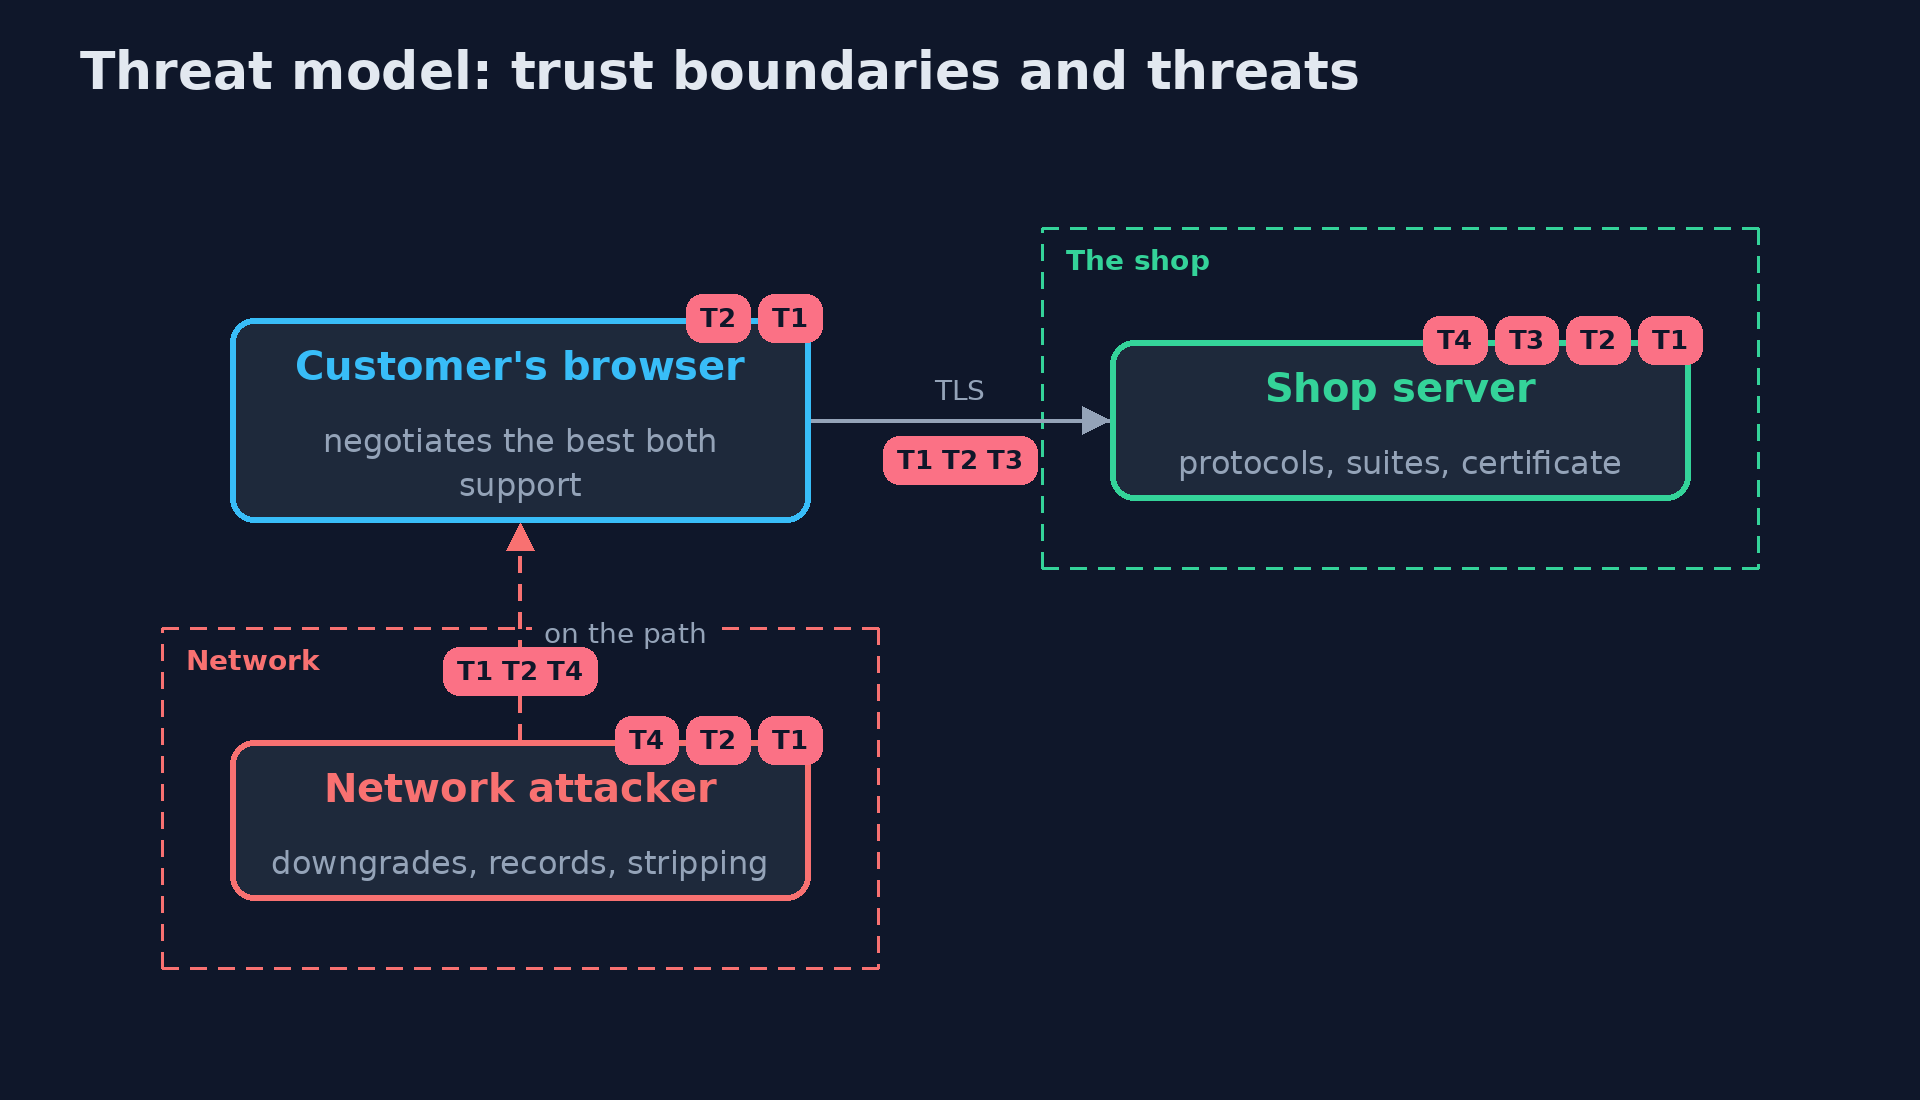 Threat model: trust boundaries and threats
The shop
T2 T1
Customer's browser
negotiates the best both
support
TLS
T1 T2 T3
T4 T3 T2 T1
Shop server
protocols, suites, certificate
on the path
Network
T1 T2 T4
T4 T2 T1
Network attacker
downgrades, records, stripping